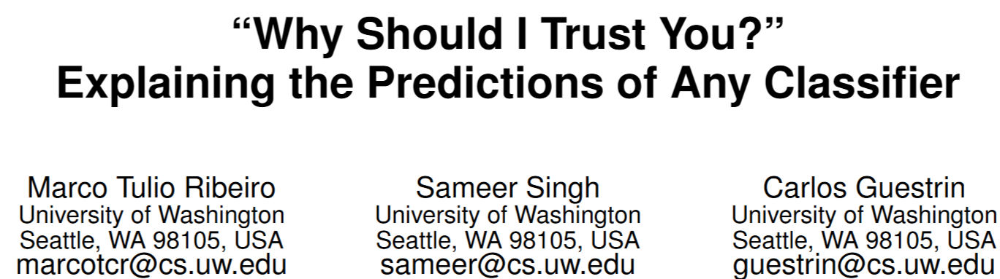 “Why Should I Trust You?”
Explaining the Predictions of Any Classifier
Marco Tulio Ribeiro
University of Washington
Seattle, WA 98105, USA
marcotcr@cs.uw.edu
Sameer Singh
University of Washington
Seattle, WA 98105, USA
sameer@cs.uw.edu
Carlos Guestrin
University of Washington
Seattle, WA 98105, USA
guestrin@cs.uw.edu